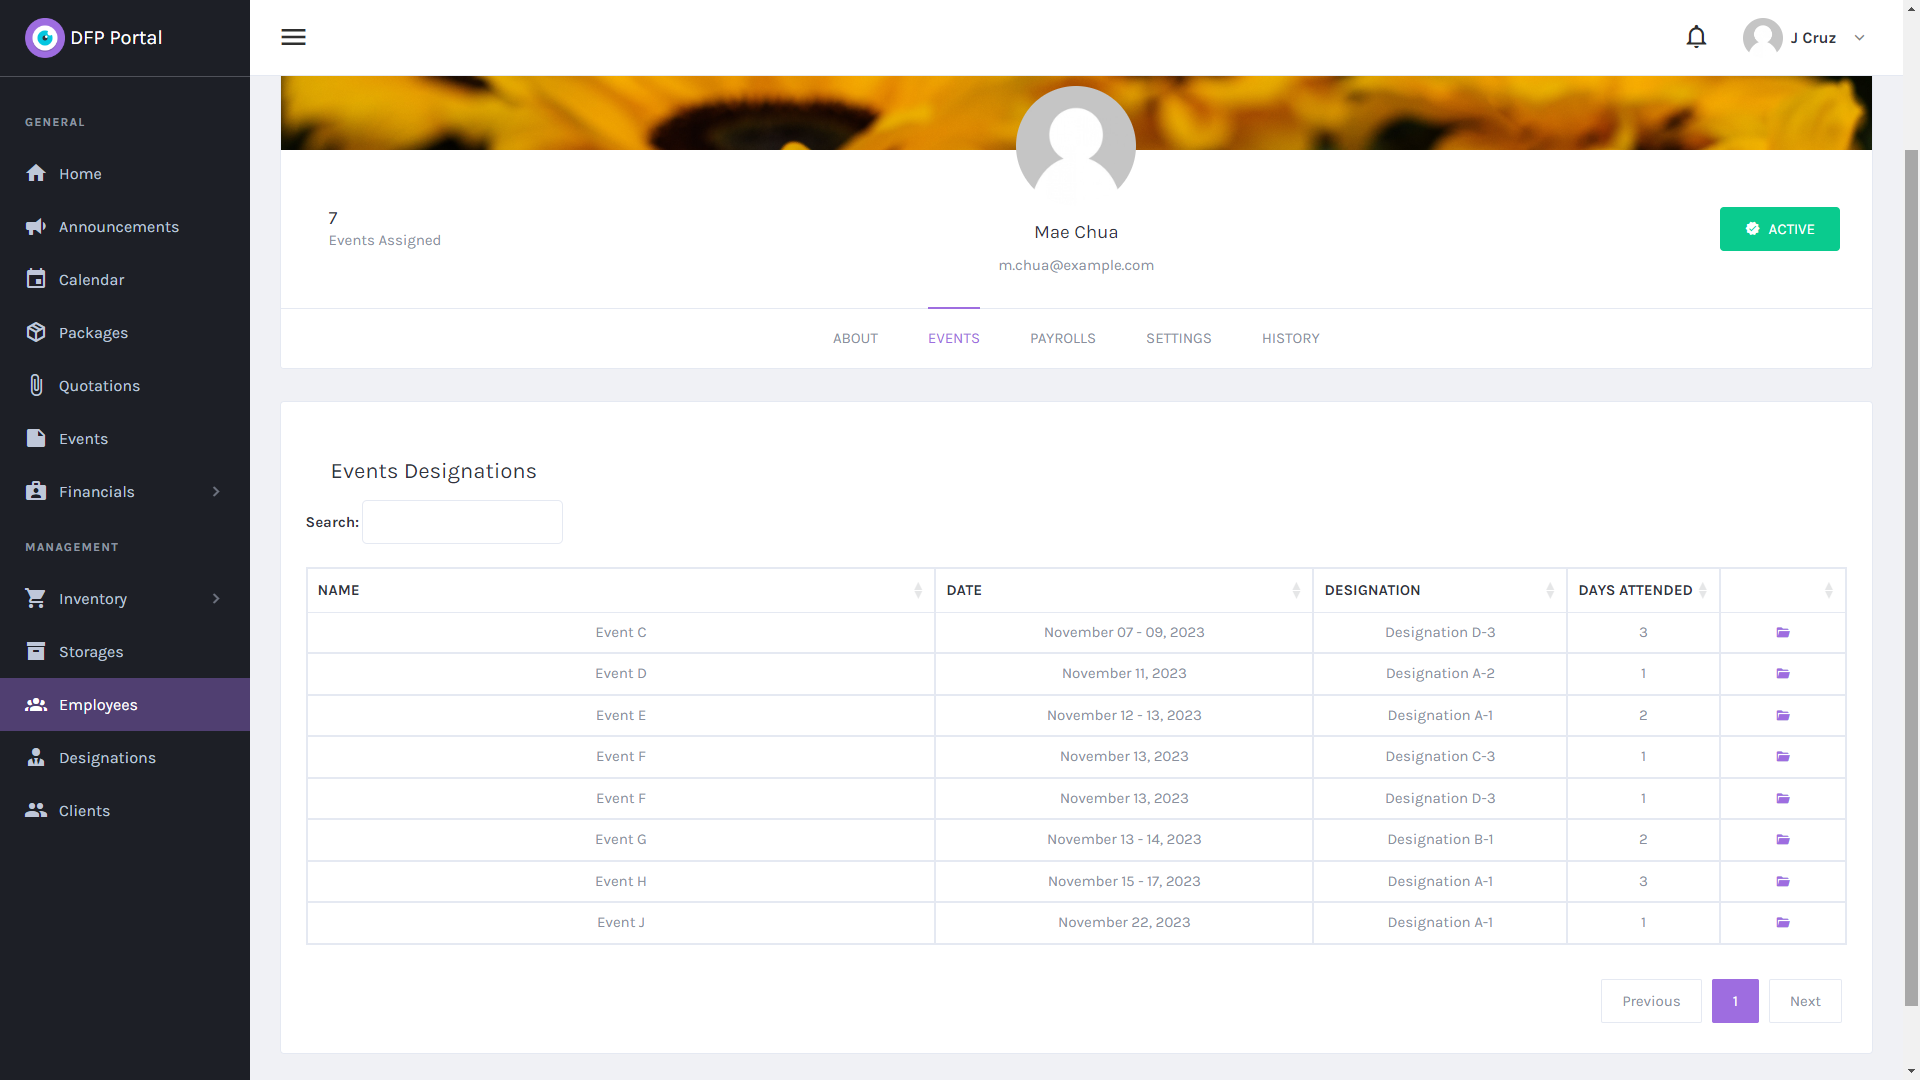 DFP Portal
J Cruz
GENERAL
Home
Announcements
Calendar
Packages
Quotations
Events
Financials
MANAGEMENT
Inventory
Storages
Employees
Designations
Clients
7
Events Assigned
Mae Chua
m.chua@example.com
ACTIVE
ABOUT EVENTS PAYROLLS SETTINGS HISTORY
Events Designations
Search:
NAME DATE DESIGNATION DAYS ATTENDED
Event C November 07 - 09, 2023 Designation D-3 3
Event D November 11, 2023 Designation A-2 1
Event E November 12 - 13, 2023 Designation A-1 2
Event F November 13, 2023 Designation C-3 1
Event F November 13, 2023 Designation D-3 1
Event G November 13 - 14, 2023 Designation B-1 2
Event H November 15 - 17, 2023 Designation A-1 3
Event J November 22, 2023 Designation A-1 1
Previous 1 Next